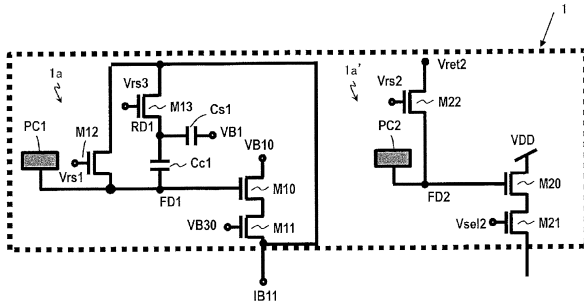 1
1a
1a'
Vrs3
Cs1
M13
RD1
VB1
Vret2
Vrs2
M22
PC1
M12
Vrs1
Cc1
VB10
PC2
VDD
M10
M20
FD1
FD2
VB30
M11
Vsel2
M21
IB11